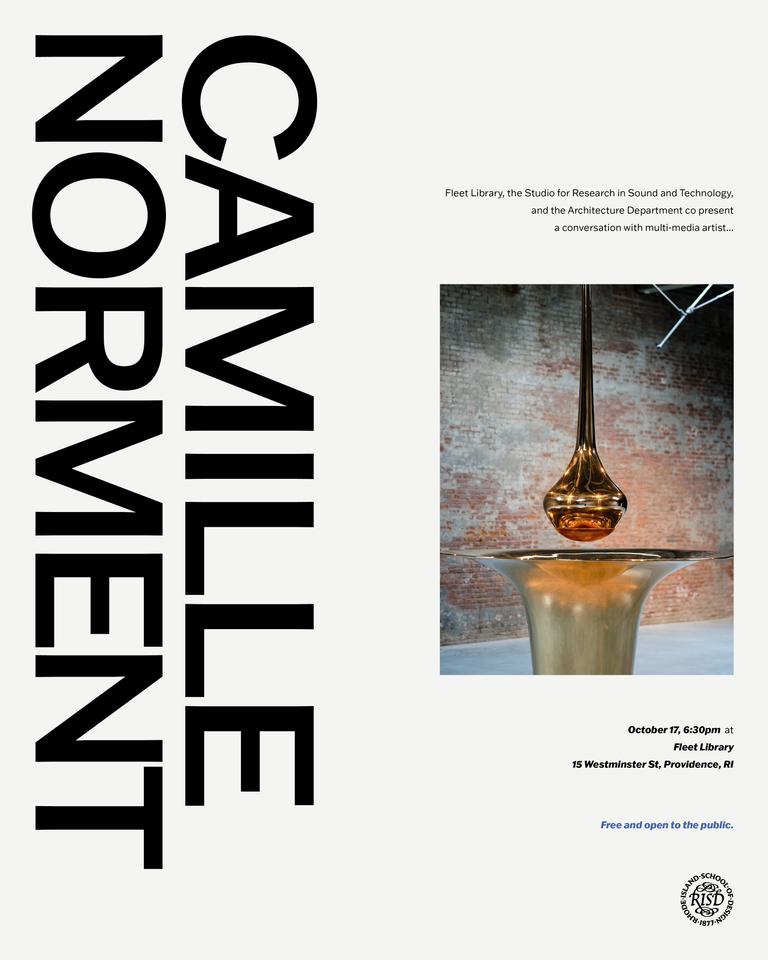 CAMILLE
NORMENT
Fleet Library, the Studio for Research in Sound and Technology,
and the Architecture Department co present
a conversation with multi-media artist...
October 17, 6:30pm at
Fleet Library
15 Westminster St, Providence, RI
Free and open to the public.
RHODE·ISLAND·SCHOOL·OF·DESIGN·1877·
RISD